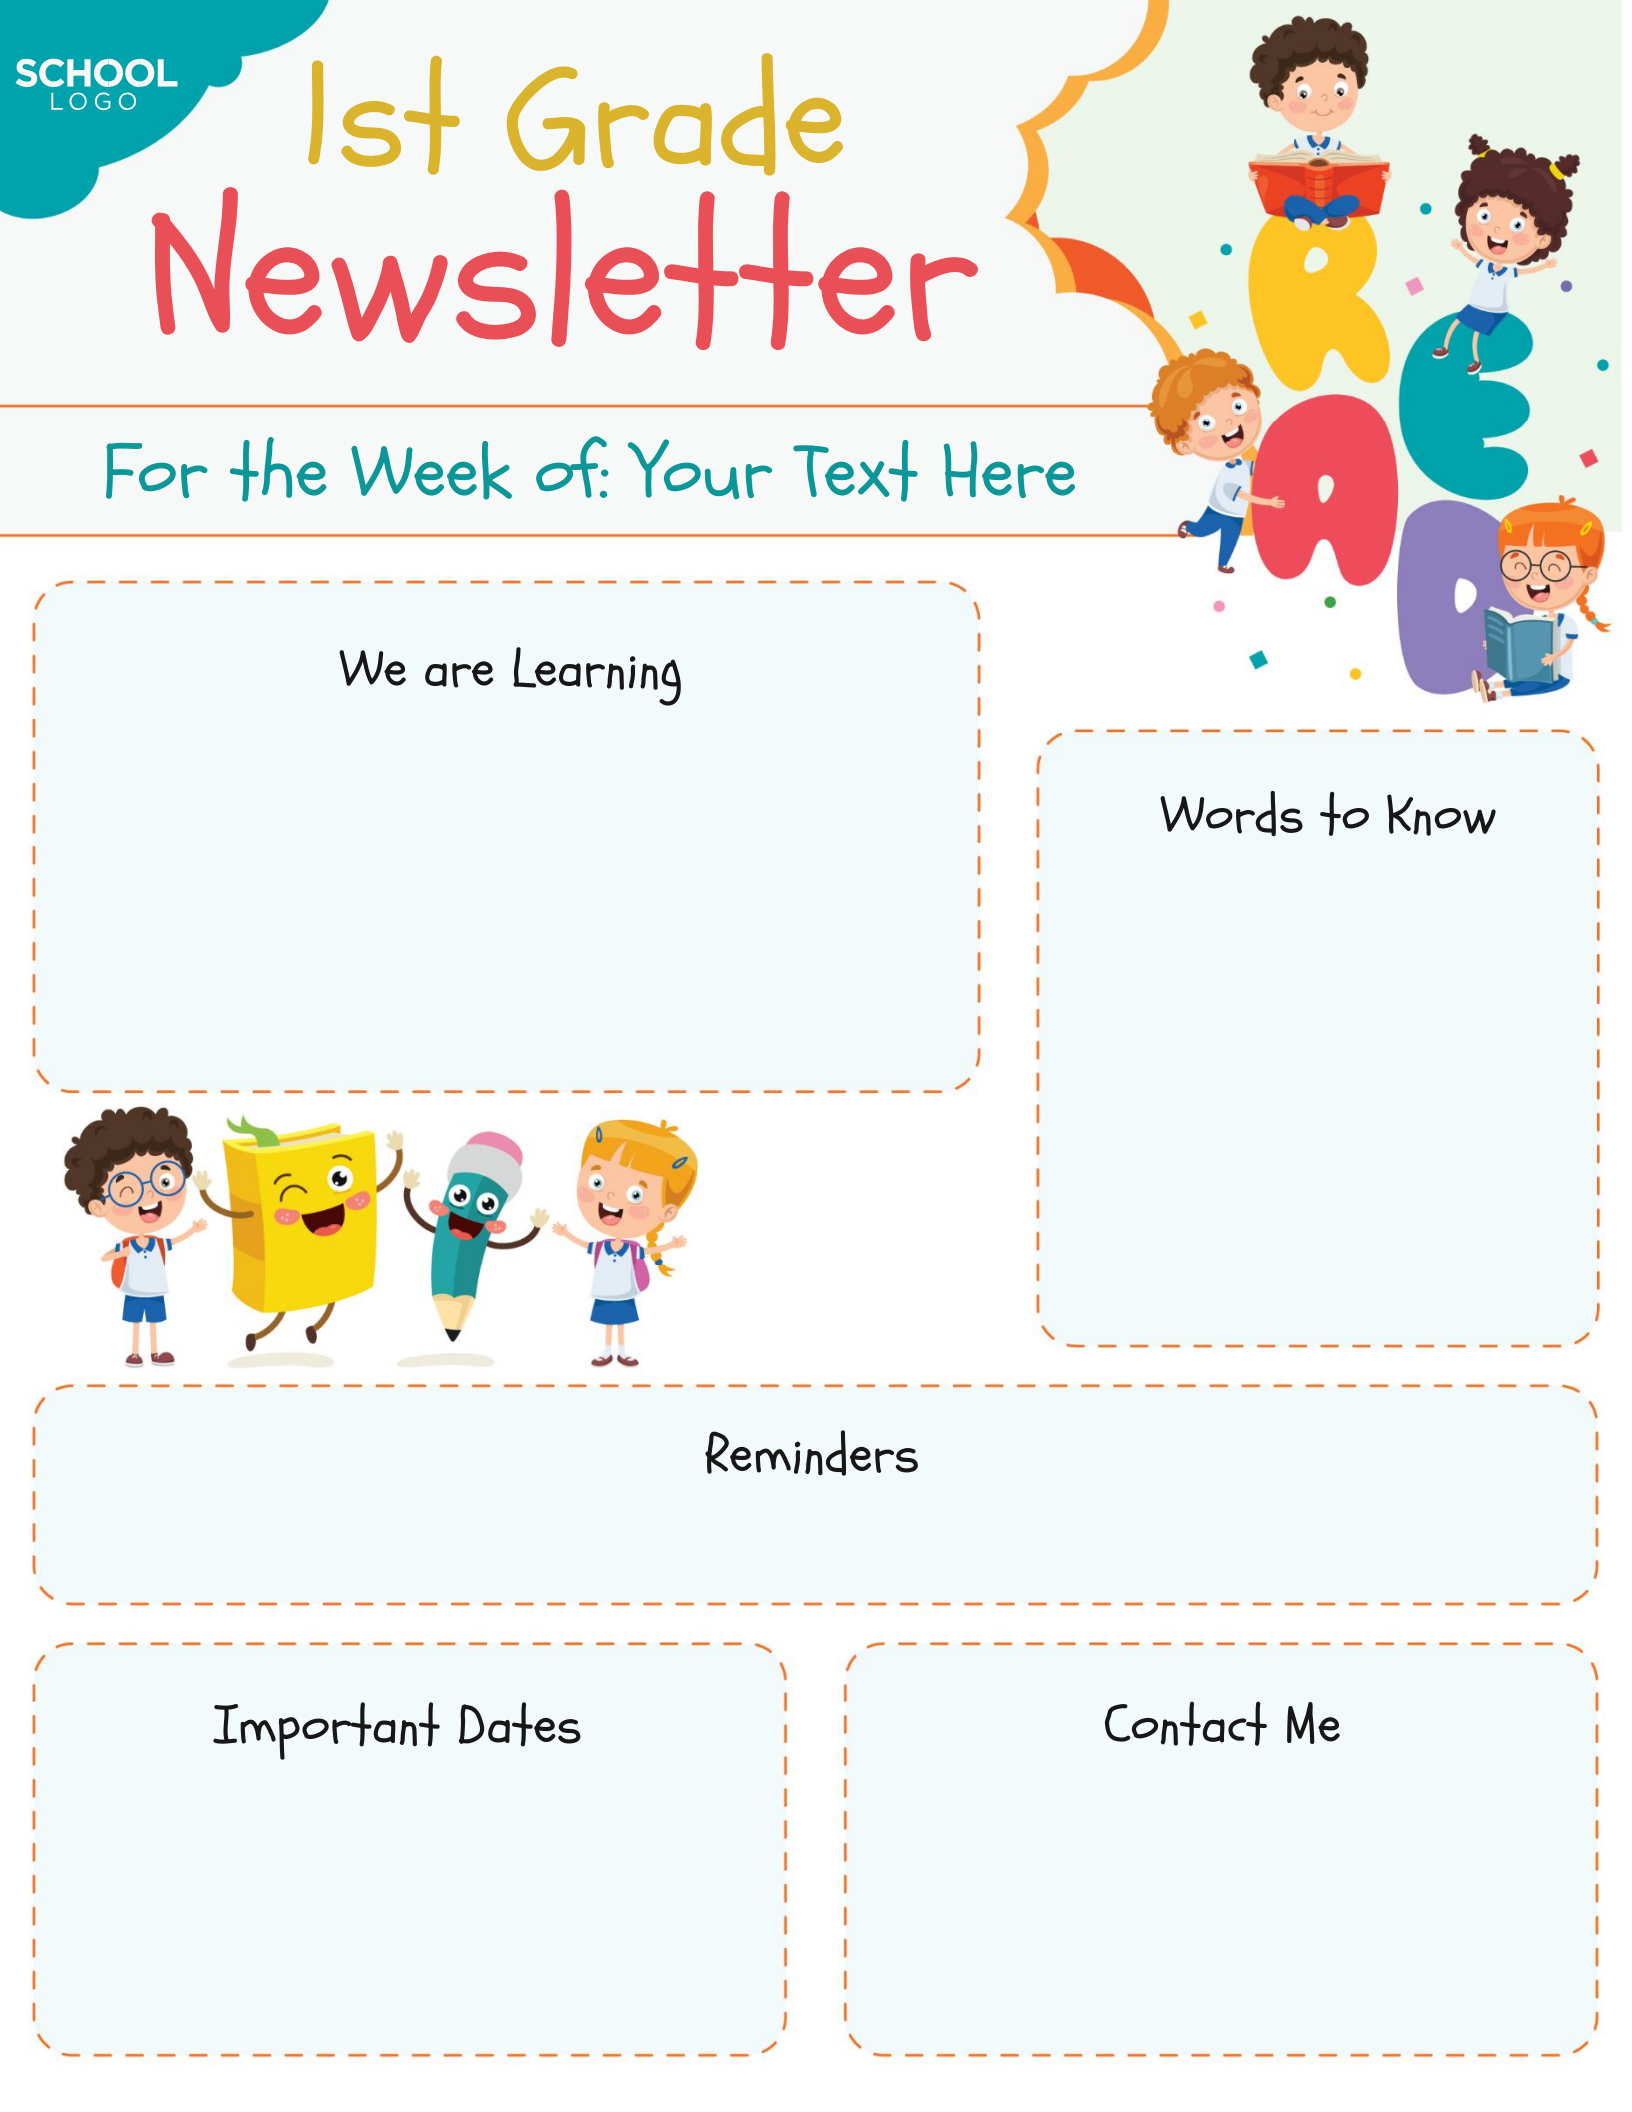 SCHOOL
LOGO
1st Grade
Newsletter
For the Week of: Your Text Here
READ
We are Learning
Words to Know
Reminders
Important Dates
Contact Me